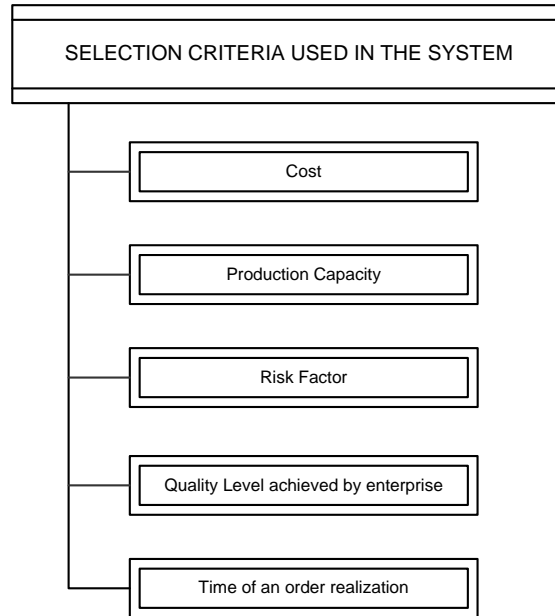 SELECTION CRITERIA USED IN THE SYSTEM
Cost
Production Capacity
Risk Factor
Quality Level achieved by enterprise
Time of an order realization